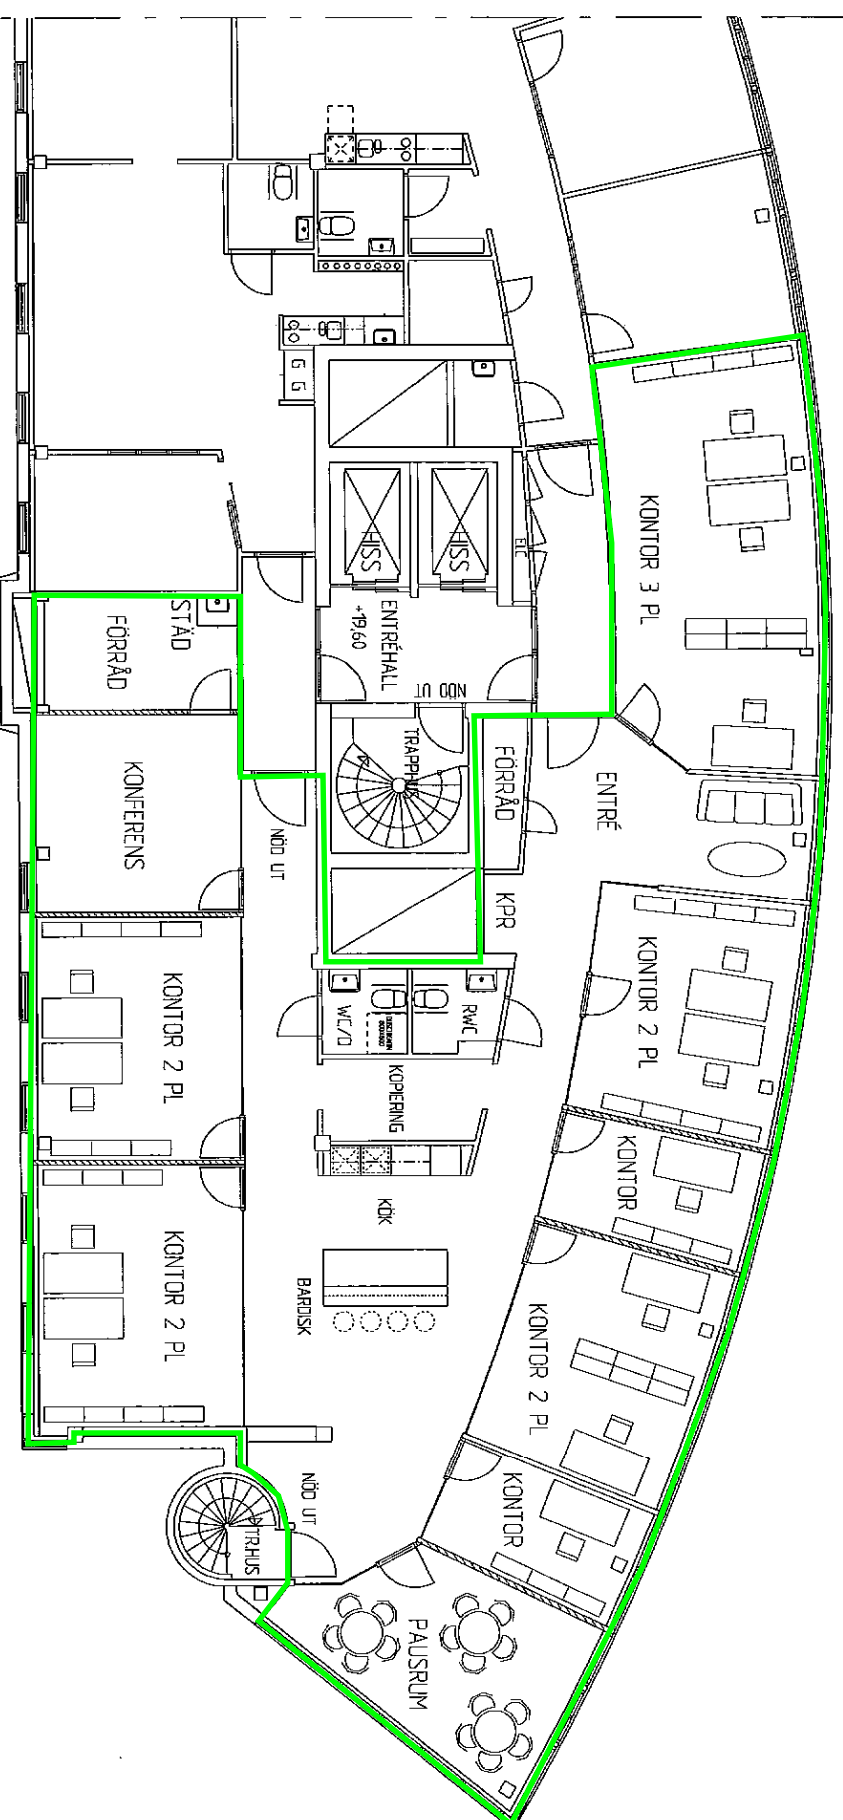 G G
HISS
HISS
ELC
KONTOR 3 PL
ENTRÉHALL
+19,60
NÖD UT
STÄD
FÖRRÅD
TRAPPHUS
FÖRRÅD
ENTRÉ
KONFERENS
NÖD UT
KPR
KONTOR 2 PL
KONTOR 2 PL
WC/D
RWC
KOPIERING
KONTOR
KÖK
KONTOR 2 PL
BARDISK
KONTOR 2 PL
KONTOR
NÖD UT
TRHUS
PAUSRUM